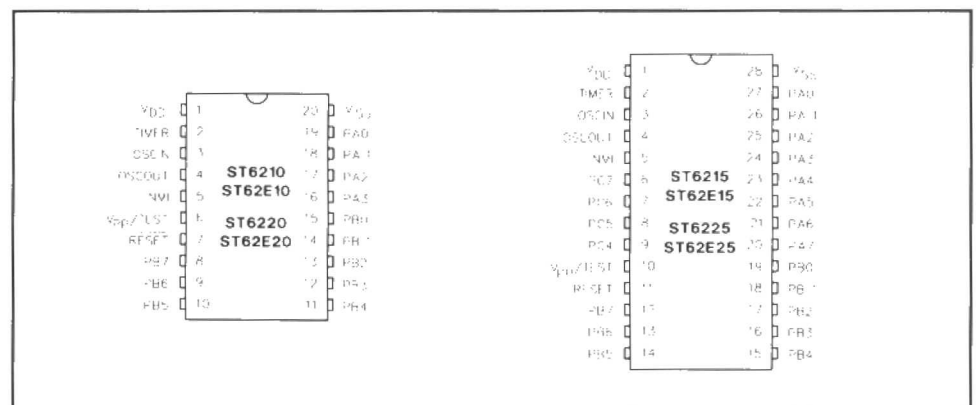 VDD 1 20 VSS
TIMER 2 19 PA0
OSCIN 3 18 PA1
OSCOUT 4 17 PA2
NMI 5 16 PA3
VPP/TEST 6 15 PB0
RESET 7 14 PB1
PB7 8 13 PB2
PB6 9 12 PB3
PB5 10 11 PB4
ST6210
ST62E10
ST6220
ST62E20
VDD 1 28 VSS
TIMER 2 27 PA0
OSCIN 3 26 PA1
OSCOUT 4 25 PA2
NMI 5 24 PA3
PC7 6 23 PA4
PC6 7 22 PA5
PC5 8 21 PA6
PC4 9 20 PA7
VPP/TEST 10 19 PB0
RESET 11 18 PB1
PB7 12 17 PB2
PB6 13 16 PB3
PB5 14 15 PB4
ST6215
ST62E15
ST6225
ST62E25